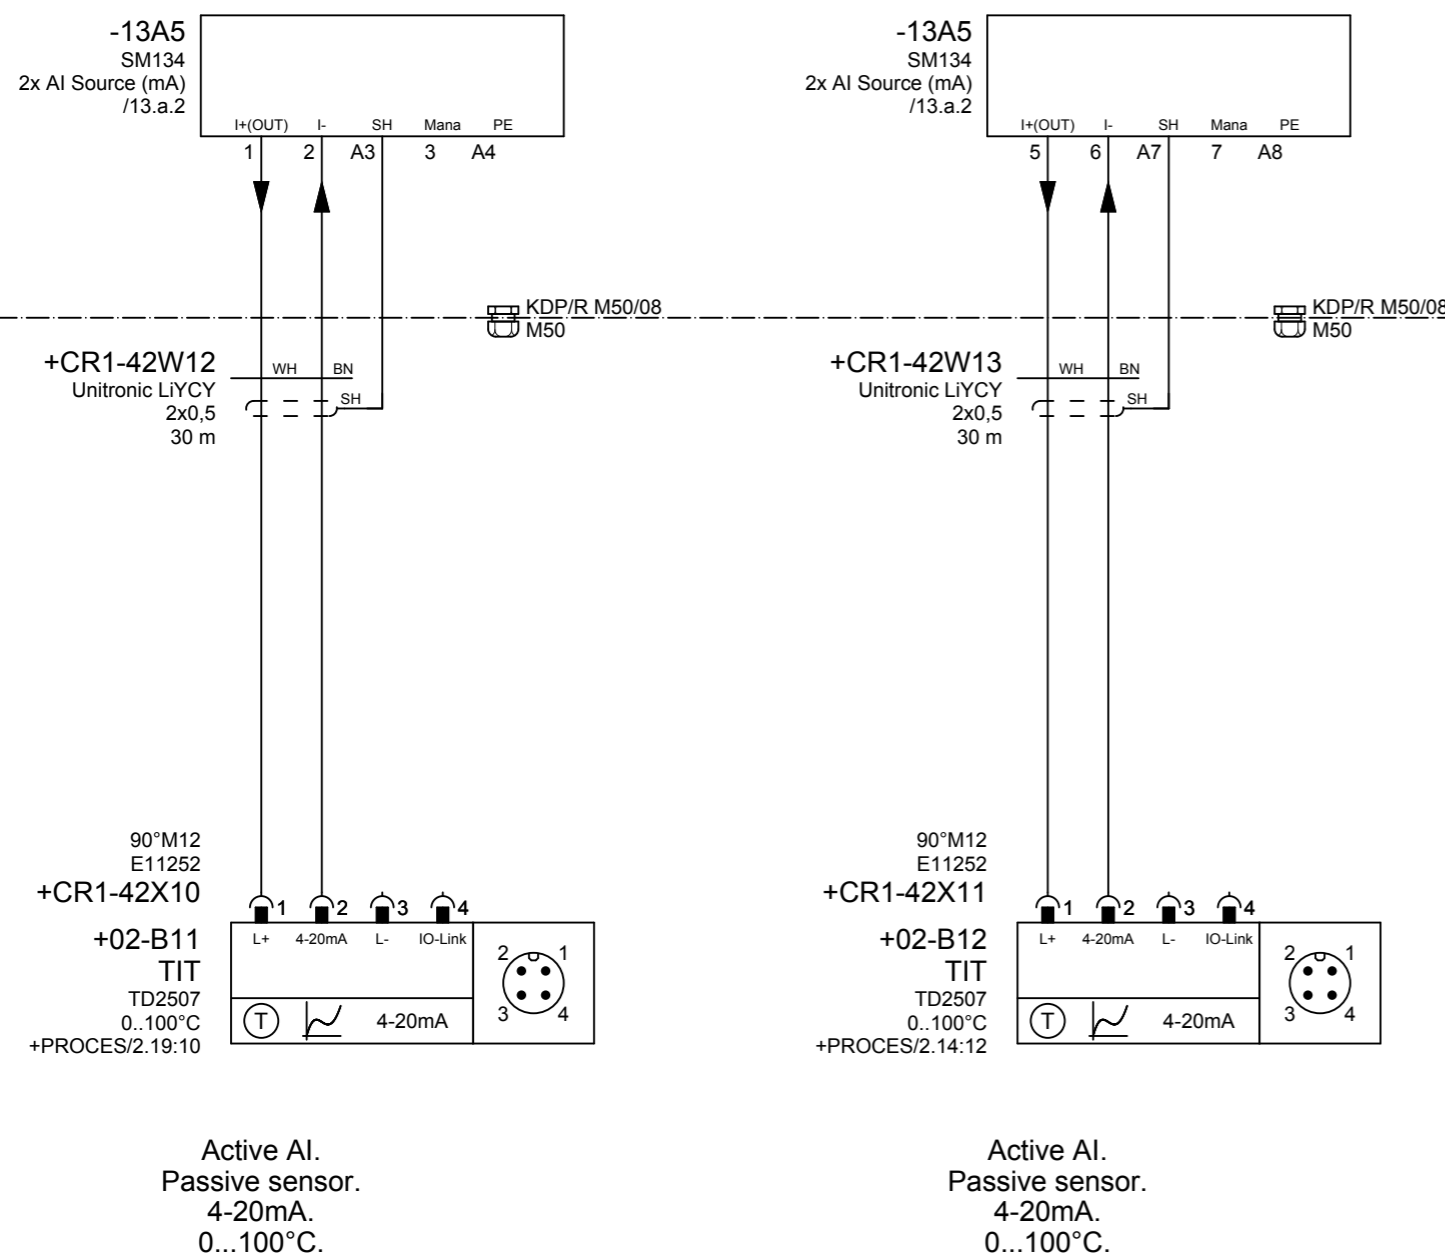 -13A5
SM134
2x AI Source (mA)
/13.a.2
I+(OUT) I- SH Mana PE
1 2 A3 3 A4
KDP/R M50/08
M50
+CR1-42W12
Unitronic LiYCY
2x0,5
30 m
WH BN
SH
90°M12
E11252
+CR1-42X10
1 2 3 4
+02-B11
TIT
TD2507
0..100°C
+PROCES/2.19:10
L+ 4-20mA L- IO-Link
T 4-20mA
2 1
3 4
Active AI.
Passive sensor.
4-20mA.
0...100°C.
-13A5
SM134
2x AI Source (mA)
/13.a.2
I+(OUT) I- SH Mana PE
5 6 A7 7 A8
KDP/R M50/08
M50
+CR1-42W13
Unitronic LiYCY
2x0,5
30 m
WH BN
SH
90°M12
E11252
+CR1-42X11
1 2 3 4
+02-B12
TIT
TD2507
0..100°C
+PROCES/2.14:12
L+ 4-20mA L- IO-Link
T 4-20mA
2 1
3 4
Active AI.
Passive sensor.
4-20mA.
0...100°C.